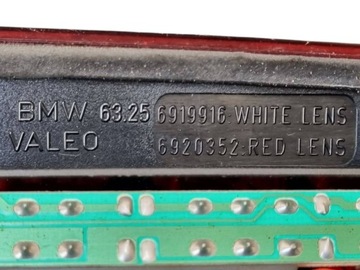 BMW 63.25 6919916 WHITE LENS
VALEO 6920352 RED LENS